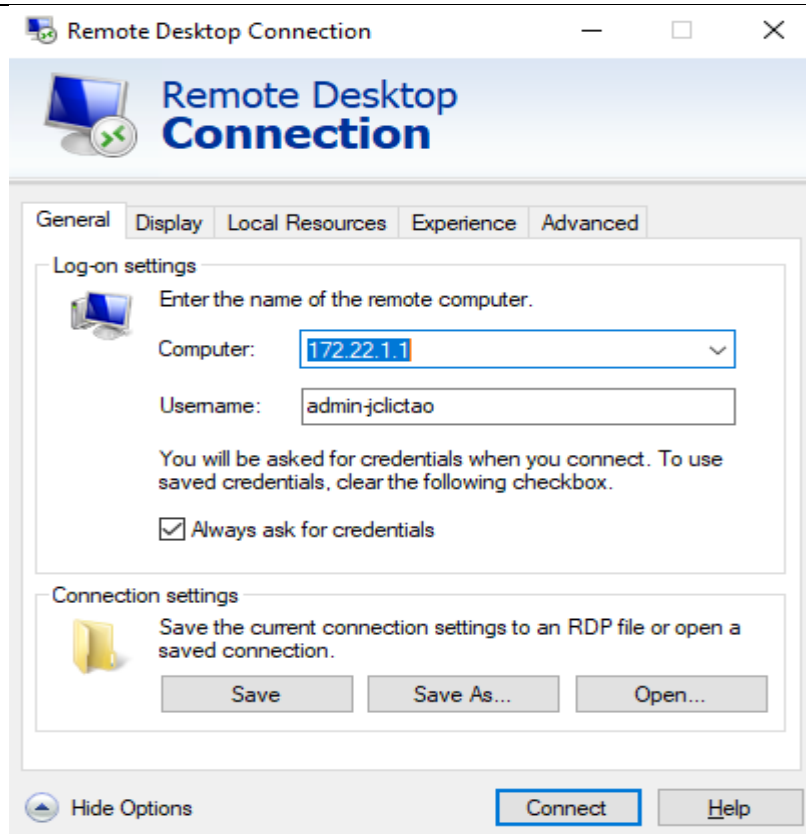 Remote Desktop Connection
Remote Desktop
Connection
General Display Local Resources Experience Advanced
Log-on settings
Enter the name of the remote computer.
Computer: 172.22.1.1
Username: admin-jclictao
You will be asked for credentials when you connect. To use
saved credentials, clear the following checkbox.
Always ask for credentials
Connection settings
Save the current connection settings to an RDP file or open a
saved connection.
Save Save As... Open...
Hide Options Connect Help